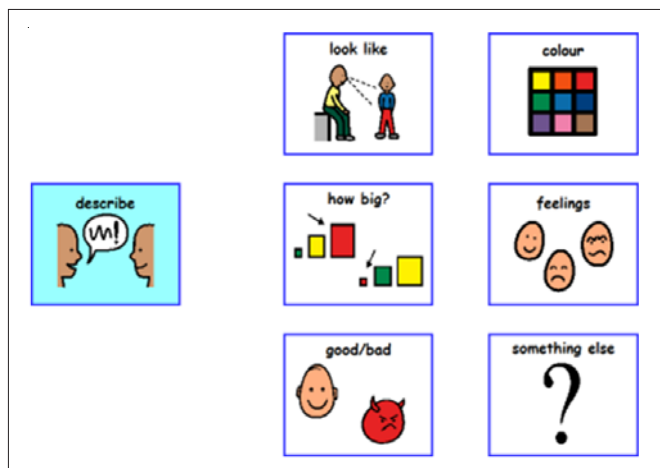 look like
colour
describe
how big?
feelings
good/bad
something else
?